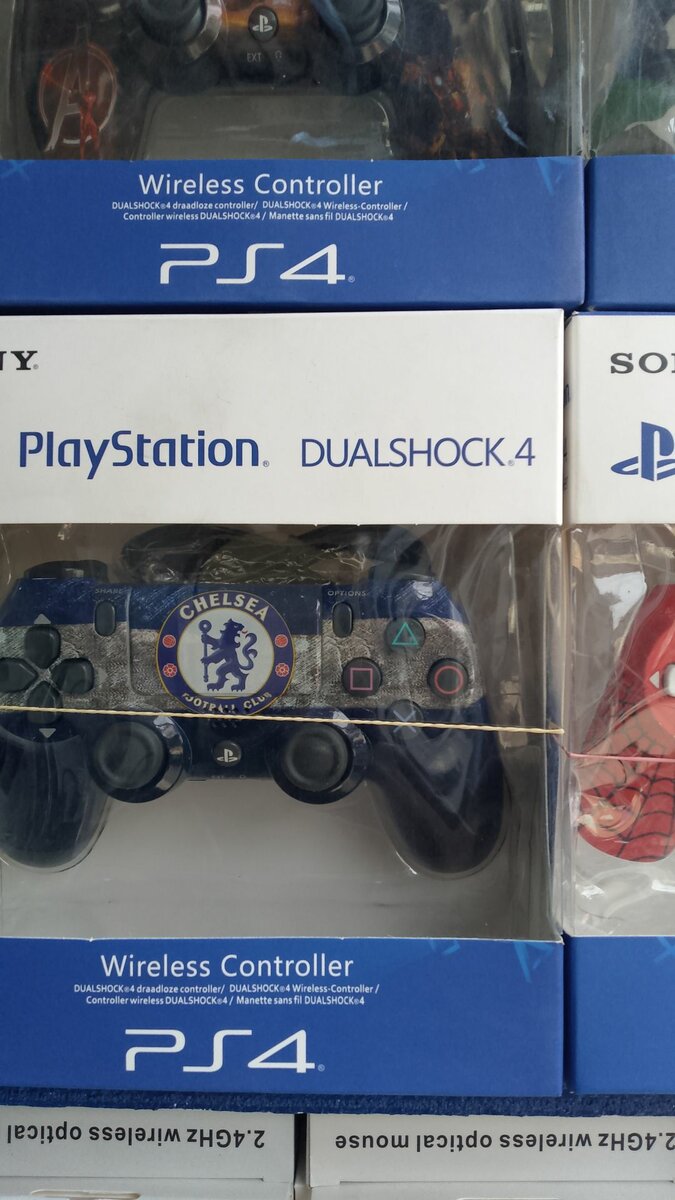 EXT
Wireless Controller
DUALSHOCK®4 draadloze controller/ DUALSHOCK®4 Wireless-Controller /
Controller wireless DUALSHOCK®4 / Manette sans fil DUALSHOCK®4
PS4®
PlayStation® DUALSHOCK®4
SHARE
OPTIONS
CHELSEA
FOOTBALL CLUB
Wireless Controller
DUALSHOCK®4 draadloze controller/ DUALSHOCK®4 Wireless-Controller /
Controller wireless DUALSHOCK®4 / Manette sans fil DUALSHOCK®4
PS4®
2.4GHz wireless optical
2.4GHz wireless optical mouse